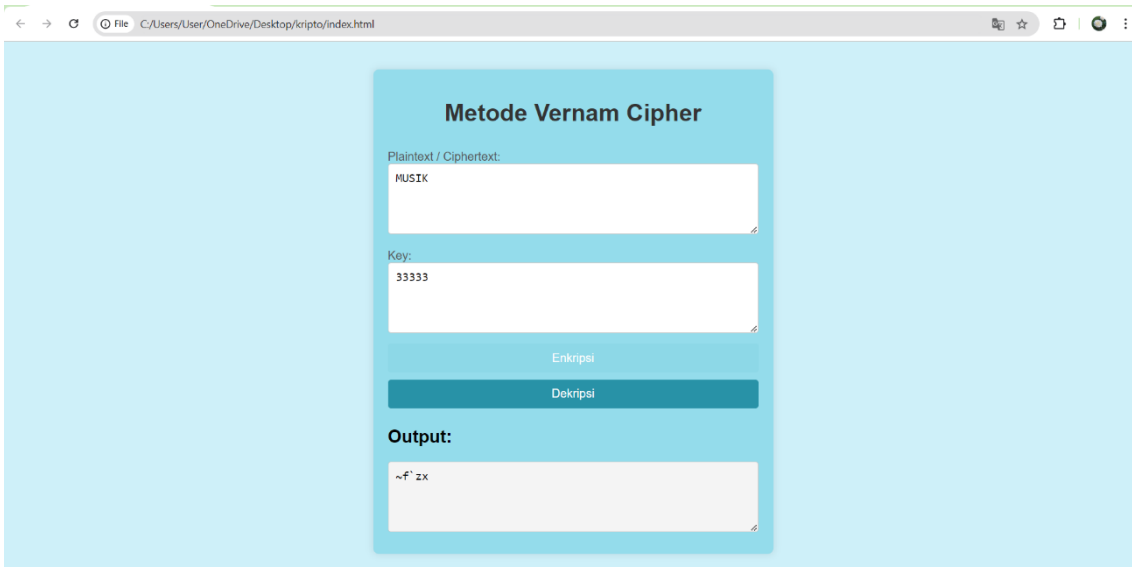 File C:/Users/User/OneDrive/Desktop/kripto/index.html
Metode Vernam Cipher
Plaintext / Ciphertext:
MUSIK
Key:
33333
Enkripsi
Dekripsi
Output:
~f`zx